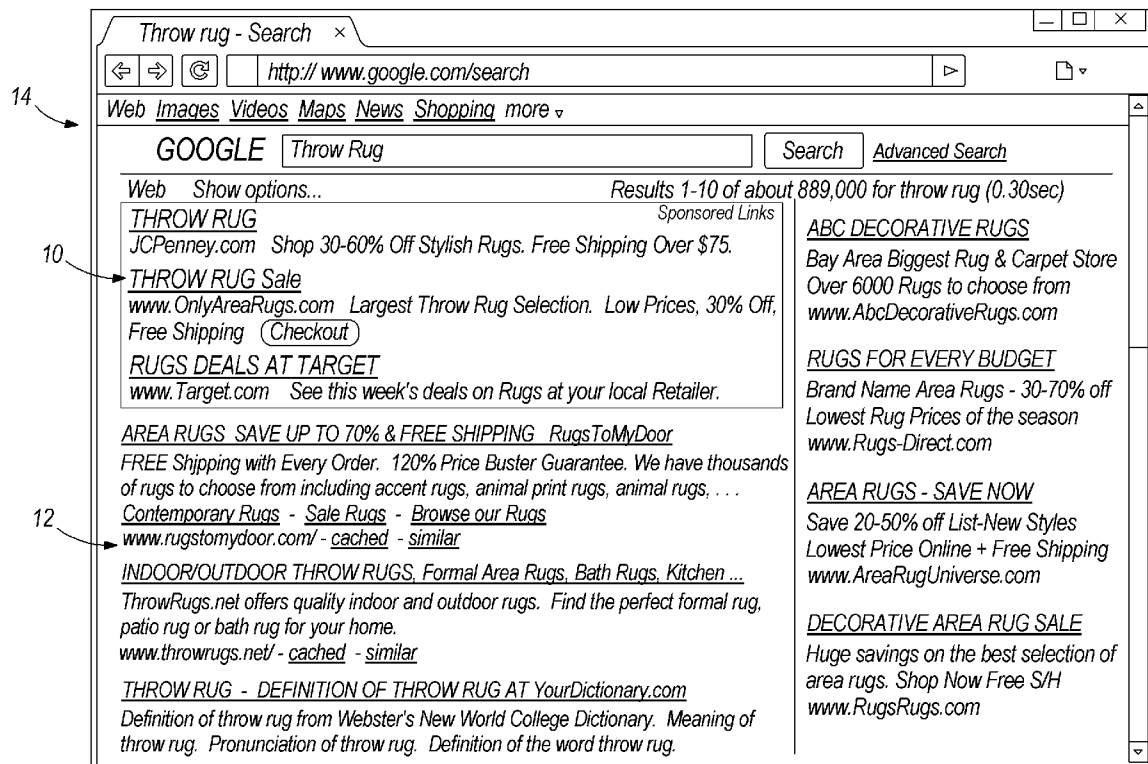 Throw rug - Search ×
http:// www.google.com/search
14
Web Images Videos Maps News Shopping more
GOOGLE Throw Rug Search Advanced Search
Web Show options... Results 1-10 of about 889,000 for throw rug (0.30sec)
Sponsored Links
THROW RUG
JCPenney.com Shop 30-60% Off Stylish Rugs. Free Shipping Over $75.
10
THROW RUG Sale
www.OnlyAreaRugs.com Largest Throw Rug Selection. Low Prices, 30% Off,
Free Shipping Checkout
RUGS DEALS AT TARGET
www.Target.com See this week's deals on Rugs at your local Retailer.
AREA RUGS SAVE UP TO 70% & FREE SHIPPING RugsToMyDoor
FREE Shipping with Every Order. 120% Price Buster Guarantee. We have thousands
of rugs to choose from including accent rugs, animal print rugs, animal rugs, . . .
Contemporary Rugs - Sale Rugs - Browse our Rugs
12
www.rugstomydoor.com/ - cached - similar
INDOOR/OUTDOOR THROW RUGS, Formal Area Rugs, Bath Rugs, Kitchen ...
ThrowRugs.net offers quality indoor and outdoor rugs. Find the perfect formal rug,
patio rug or bath rug for your home.
www.throwrugs.net/ - cached - similar
THROW RUG - DEFINITION OF THROW RUG AT YourDictionary.com
Definition of throw rug from Webster's New World College Dictionary. Meaning of
throw rug. Pronunciation of throw rug. Definition of the word throw rug.
ABC DECORATIVE RUGS
Bay Area Biggest Rug & Carpet Store
Over 6000 Rugs to choose from
www.AbcDecorativeRugs.com
RUGS FOR EVERY BUDGET
Brand Name Area Rugs - 30-70% off
Lowest Rug Prices of the season
www.Rugs-Direct.com
AREA RUGS - SAVE NOW
Save 20-50% off List-New Styles
Lowest Price Online + Free Shipping
www.AreaRugUniverse.com
DECORATIVE AREA RUG SALE
Huge savings on the best selection of
area rugs. Shop Now Free S/H
www.RugsRugs.com